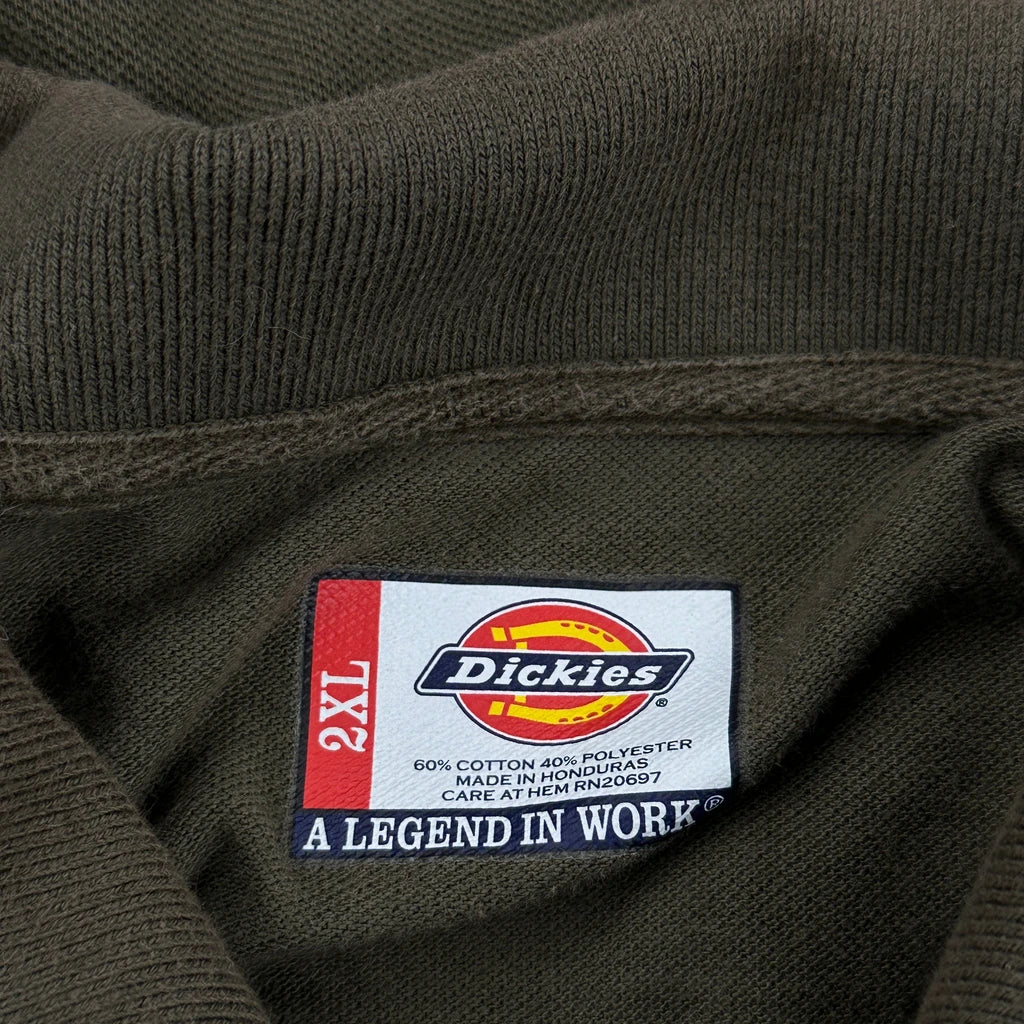 2XL
Dickies®
60% COTTON 40% POLYESTER
MADE IN HONDURAS
CARE AT HEM RN20697
A LEGEND IN WORK®